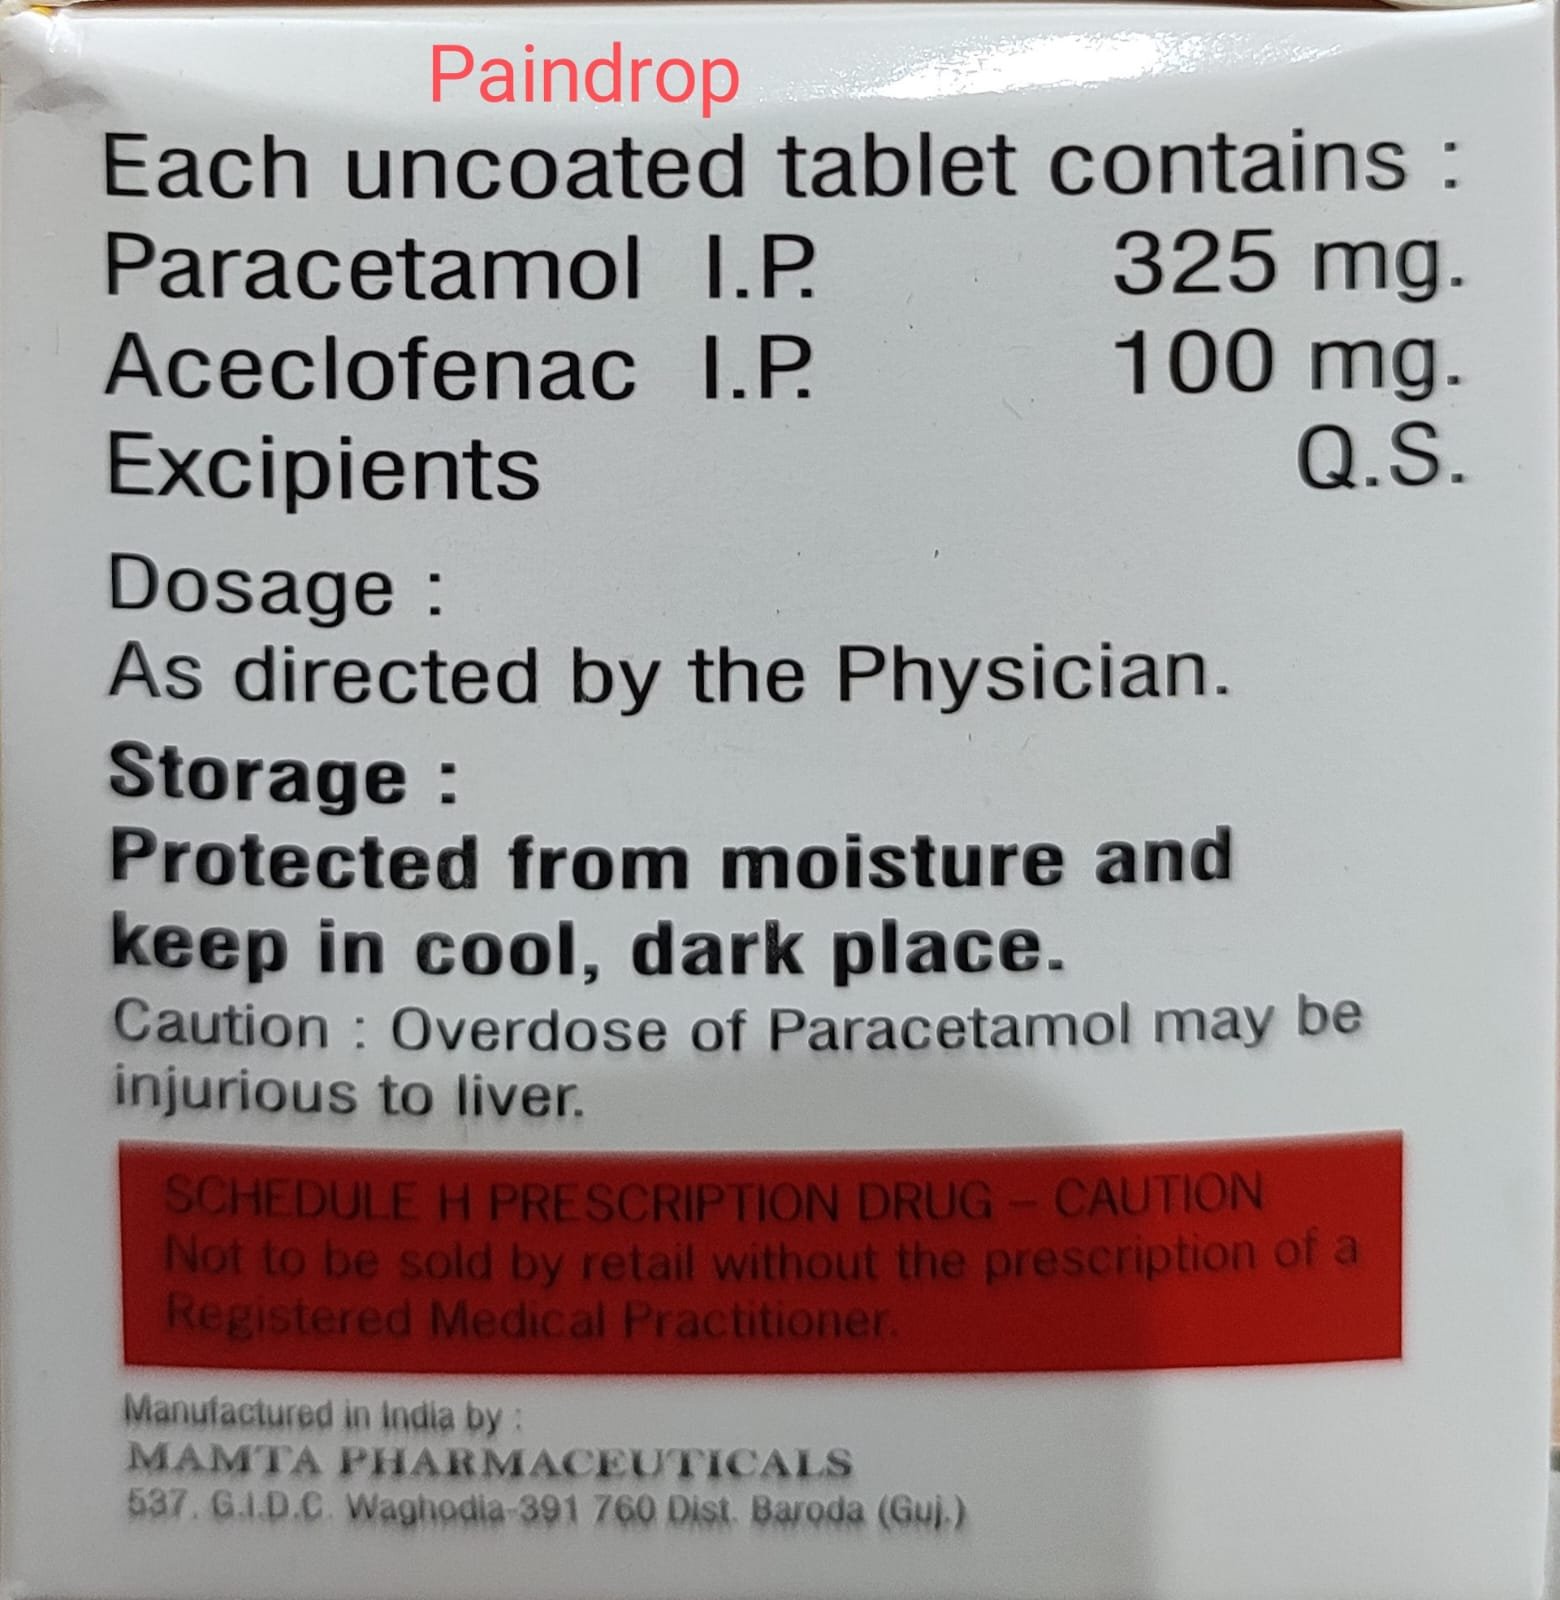 Paindrop
Each uncoated tablet contains :
Paracetamol I.P. 325 mg.
Aceclofenac I.P. 100 mg.
Excipients Q.S.
Dosage :
As directed by the Physician.
Storage :
Protected from moisture and
keep in cool, dark place.
Caution : Overdose of Paracetamol may be
injurious to liver.
SCHEDULE H PRESCRIPTION DRUG – CAUTION
Not to be sold by retail without the prescription of a
Registered Medical Practitioner.
Manufactured in India by :
MAMTA PHARMACEUTICALS
537, G.I.D.C. Waghodia-391 760 Dist. Baroda (Guj.)